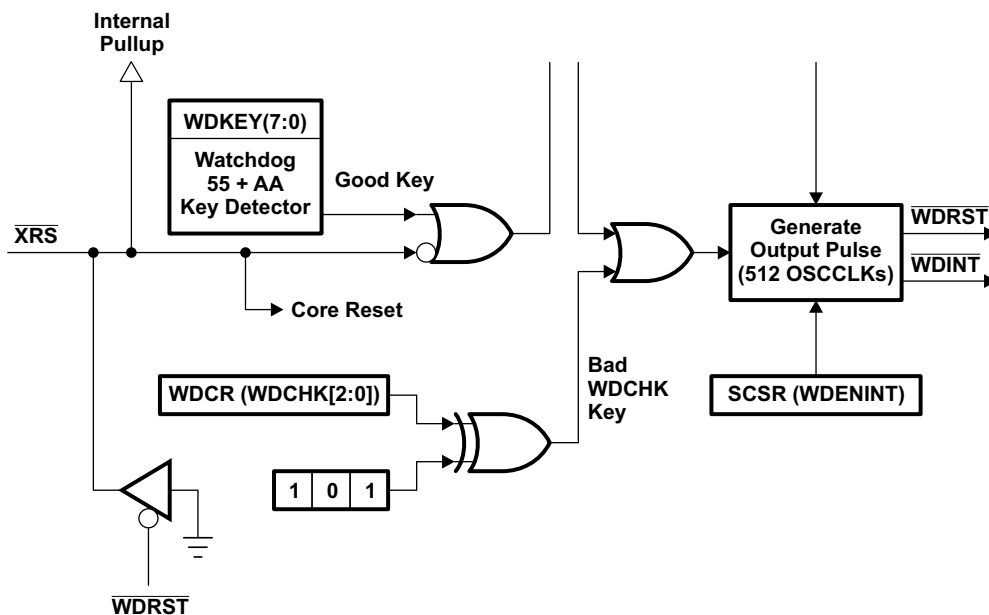 Internal
Pullup
WDKEY(7:0)
Watchdog
55 + AA
Key Detector
Good Key
XRS
Core Reset
Generate
Output Pulse
(512 OSCCLKs)
WDRST
WDINT
WDCR (WDCHK[2:0])
Bad
WDCHK
Key
SCSR (WDENINT)
1 0 1
WDRST